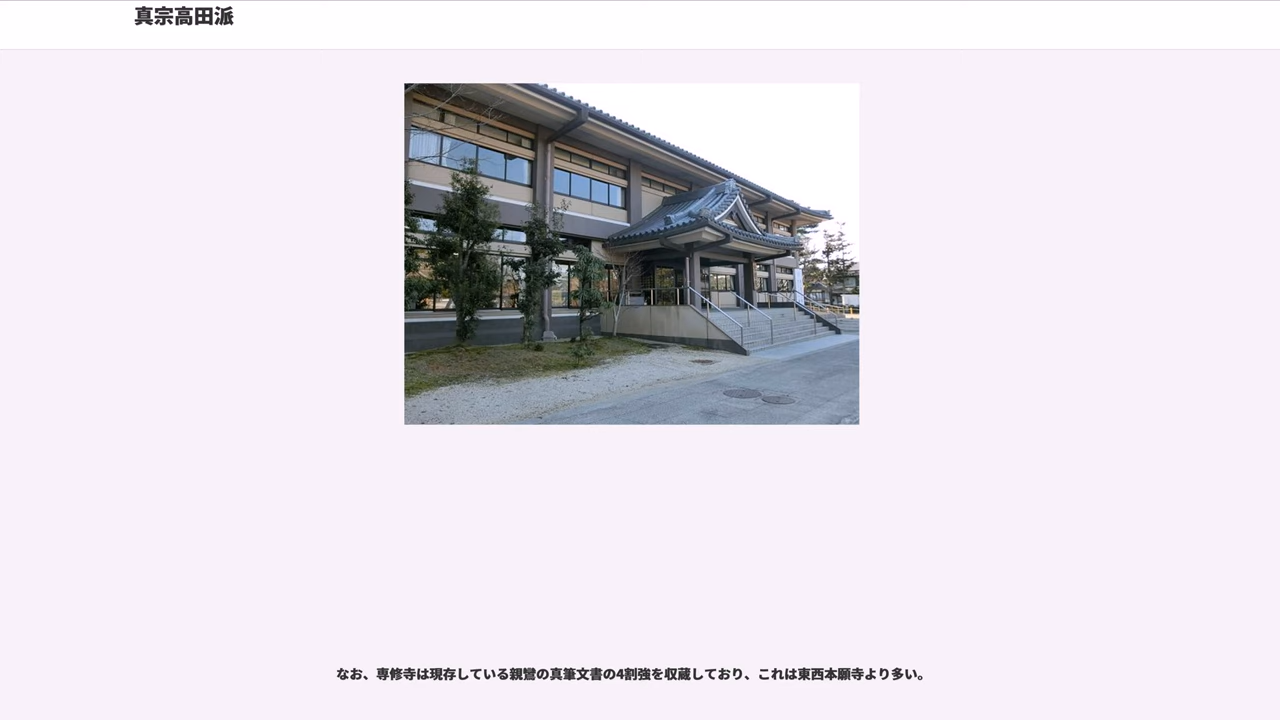 真宗高田派
なお、専修寺は現存している親鸞の真筆文書の4割強を収蔵しており、これは東西本願寺より多い。